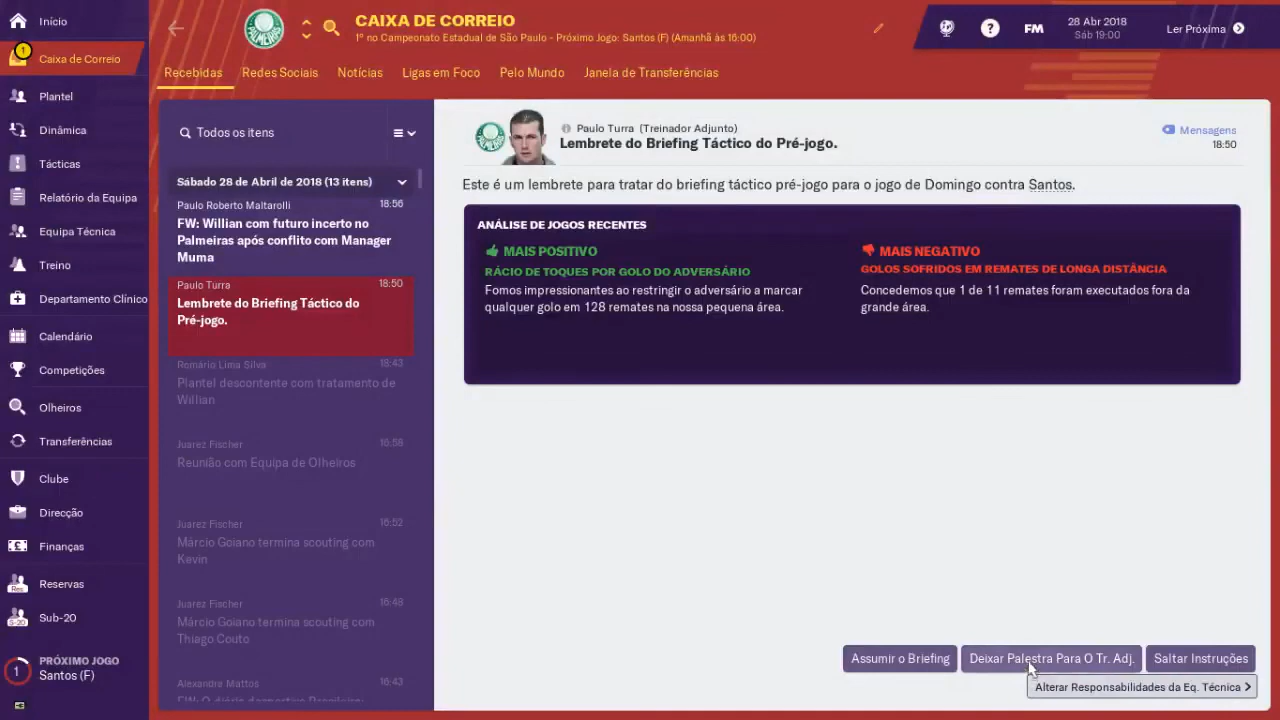 Início
CAIXA DE CORREIO
1º no Campeonato Estadual de São Paulo - Próximo Jogo: Santos (F) (Amanhã às 16:00)
28 Abr 2018
Sáb 19:00
FM
Ler Próxima
1
Caixa de Correio
Plantel
Dinâmica
Tácticas
Relatório da Equipa
Equipa Técnica
Treino
Departamento Clínico
Calendário
Competições
Olheiros
Transferências
Clube
Direcção
Finanças
Reservas
Sub-20
PRÓXIMO JOGO
1
Santos (F)
Recebidas
Redes Sociais
Notícias
Ligas em Foco
Pelo Mundo
Janela de Transferências
Todos os itens
Sábado 28 de Abril de 2018 (13 itens)
Paulo Roberto Maltarolli 18:56
FW: Willian com futuro incerto no
Palmeiras após conflito com Manager
Muma
Paulo Turra 18:50
Lembrete do Briefing Táctico do
Pré-jogo.
Romário Lima Silva 18:43
Plantel descontente com tratamento de
Willian
Juarez Fischer 16:58
Reunião com Equipa de Olheiros
Juarez Fischer 16:52
Márcio Goiano termina scouting com
Kevin
Juarez Fischer 16:48
Márcio Goiano termina scouting com
Thiago Couto
Alexandre Mattos 16:43
FW: O diário desportivo Brasileiro
Paulo Turra (Treinador Adjunto)
Lembrete do Briefing Táctico do Pré-jogo.
Mensagens
18:50
Este é um lembrete para tratar do briefing táctico pré-jogo para o jogo de Domingo contra Santos.
ANÁLISE DE JOGOS RECENTES
MAIS POSITIVO
RÁCIO DE TOQUES POR GOLO DO ADVERSÁRIO
Fomos impressionantes ao restringir o adversário a marcar
qualquer golo em 128 remates na nossa pequena área.
MAIS NEGATIVO
GOLOS SOFRIDOS EM REMATES DE LONGA DISTÂNCIA
Concedemos que 1 de 11 remates foram executados fora da
grande área.
Assumir o Briefing
Deixar Palestra Para O Tr. Adj.
Saltar Instruções
Alterar Responsabilidades da Eq. Técnica